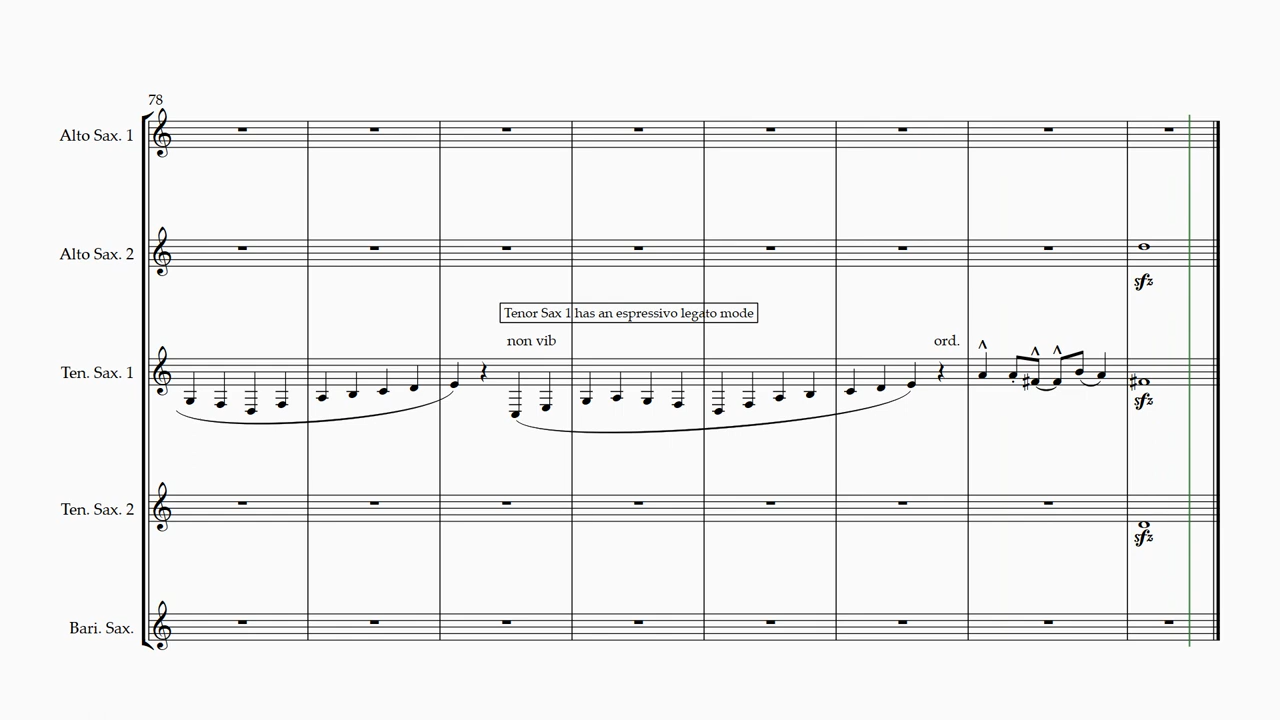 78
Alto Sax. 1
Alto Sax. 2
sfz
Tenor Sax 1 has an espressivo legato mode
non vib
ord.
Ten. Sax. 1
sfz
Ten. Sax. 2
sfz
Bari. Sax.